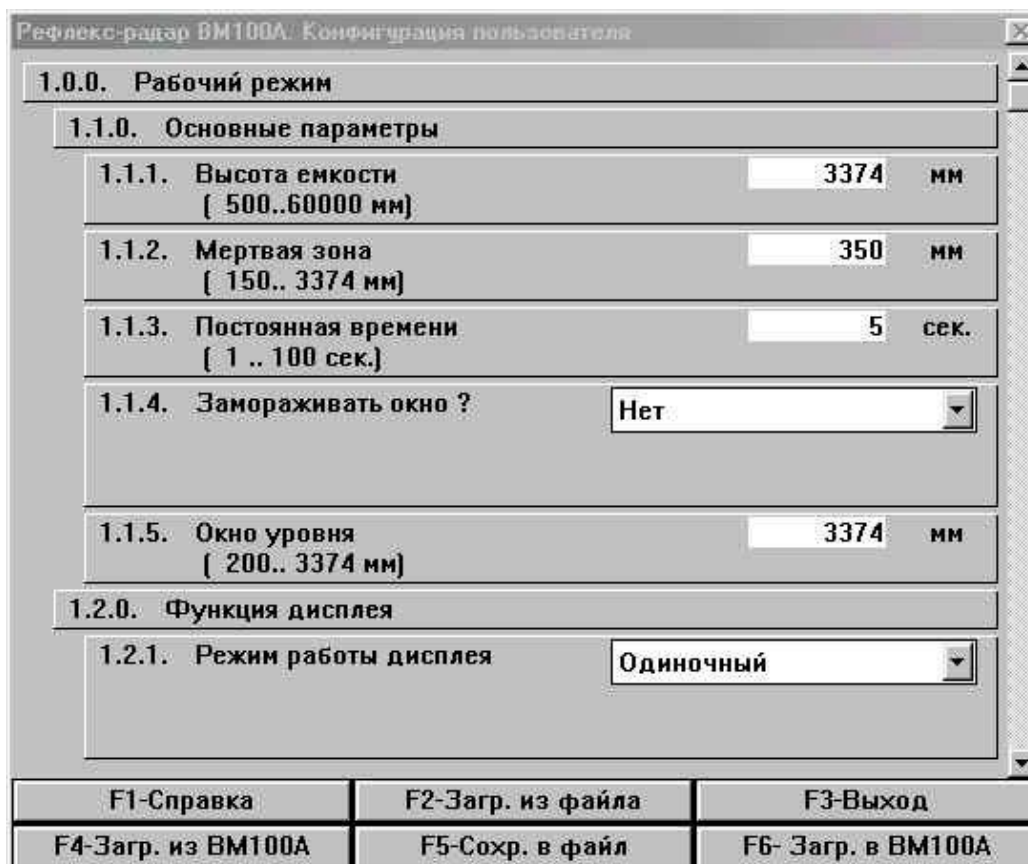 Рефлекс-радар ВМ100А. Конфигурация пользователя
1.0.0. Рабочий режим
1.1.0. Основные параметры
1.1.1. Высота емкости 3374 мм
( 500..60000 мм)
1.1.2. Мертвая зона 350 мм
( 150.. 3374 мм)
1.1.3. Постоянная времени 5 сек.
( 1 .. 100 сек.)
1.1.4. Замораживать окно ? Нет
1.1.5. Окно уровня 3374 мм
( 200.. 3374 мм)
1.2.0. Функция дисплея
1.2.1. Режим работы дисплея Одиночный
F1-Справка F2-Загр. из файла F3-Выход
F4-Загр. из ВМ100А F5-Сохр. в файл F6- Загр. в ВМ100А